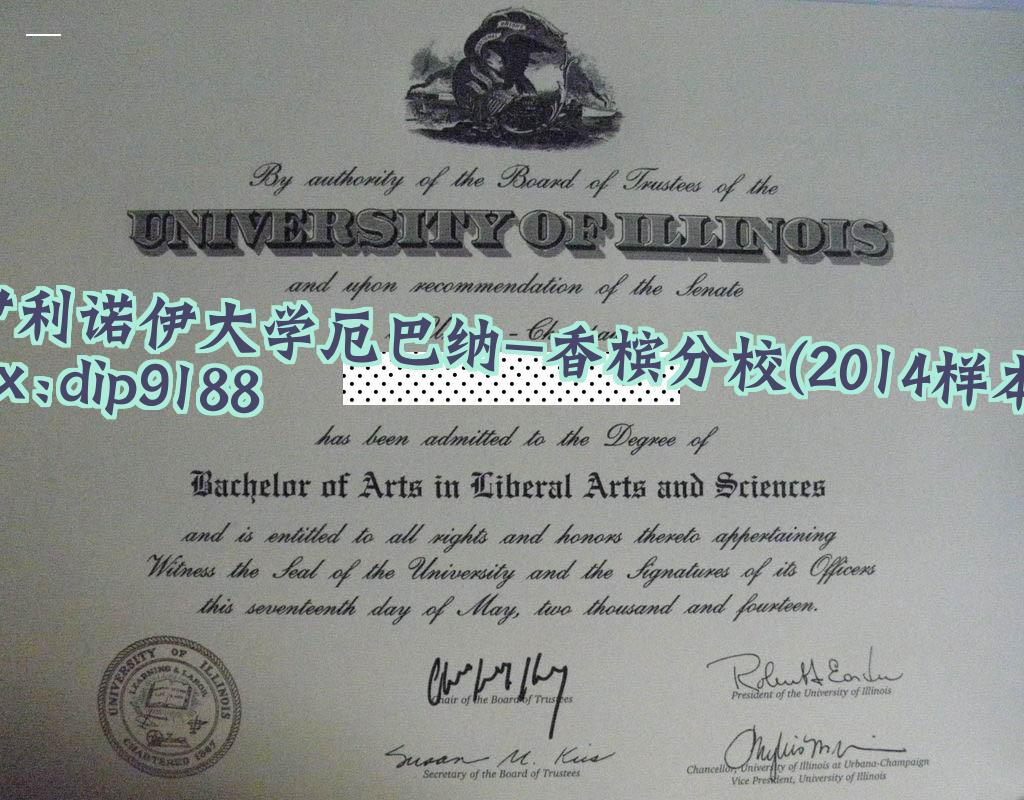 By authority of the Board of Trustees of the
UNIVERSITY OF ILLINOIS
and upon recommendation of the Senate
利诺伊大学厄巴纳-香槟分校(2014样本
x:dip9188
has been admitted to the Degree of
Bachelor of Arts in Liberal Arts and Sciences
and is entitled to all rights and honors thereto appertaining
Witness the Seal of the University and the Signatures of its Officers
this seventeenth day of May, two thousand and fourteen.
UNIVERSITY OF ILLINOIS
LEARNING & LABOR
CHARTERED 1867
Chair of the Board of Trustees
President of the University of Illinois
Susan M. Kies
Secretary of the Board of Trustees
Chancellor, University of Illinois at Urbana-Champaign
Vice President, University of Illinois